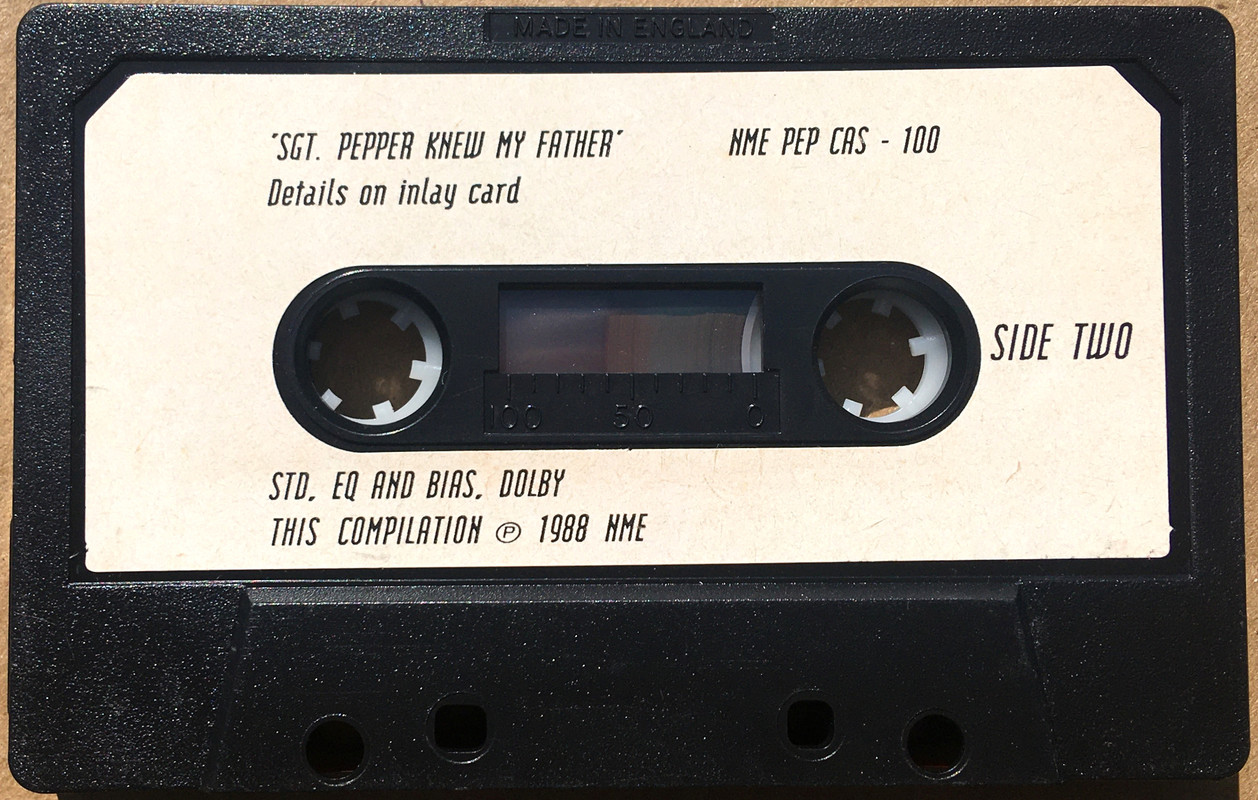 MADE IN ENGLAND
"SGT. PEPPER KNEW MY FATHER" NME PEP CAS - 100
Details on inlay card
SIDE TWO
100 50 0
STD. EQ AND BIAS. DOLBY
THIS COMPILATION ℗ 1988 NME